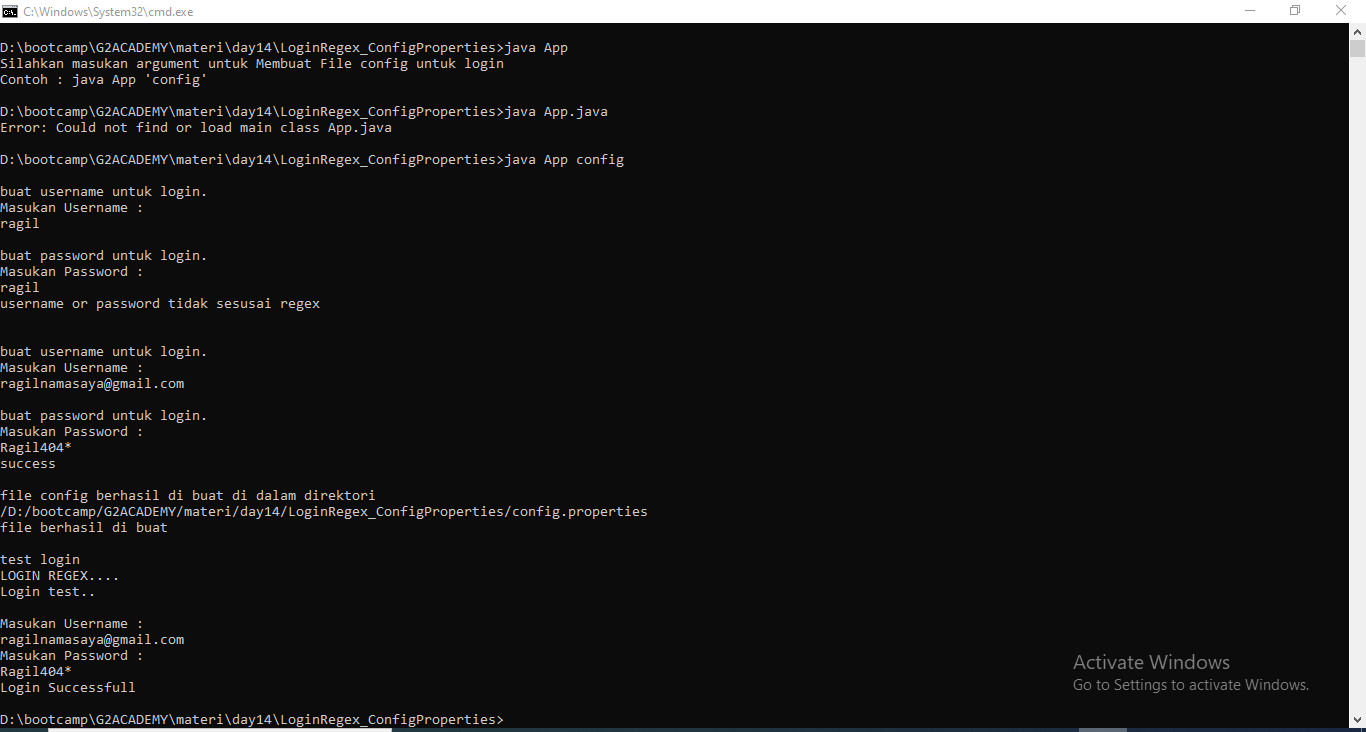 C:\Windows\System32\cmd.exe
D:\bootcamp\G2ACADEMY\materi\day14\LoginRegex_ConfigProperties>java App
Silahkan masukan argument untuk Membuat File config untuk login
Contoh : java App 'config'
D:\bootcamp\G2ACADEMY\materi\day14\LoginRegex_ConfigProperties>java App.java
Error: Could not find or load main class App.java
D:\bootcamp\G2ACADEMY\materi\day14\LoginRegex_ConfigProperties>java App config
buat username untuk login.
Masukan Username :
ragil
buat password untuk login.
Masukan Password :
ragil
username or password tidak sesusai regex
buat username untuk login.
Masukan Username :
ragilnamasaya@gmail.com
buat password untuk login.
Masukan Password :
Ragil404*
success
file config berhasil di buat di dalam direktori
/D:/bootcamp/G2ACADEMY/materi/day14/LoginRegex_ConfigProperties/config.properties
file berhasil di buat
test login
LOGIN REGEX....
Login test..
Masukan Username :
ragilnamasaya@gmail.com
Masukan Password :
Ragil404*
Login Successfull
D:\bootcamp\G2ACADEMY\materi\day14\LoginRegex_ConfigProperties>
Activate Windows
Go to Settings to activate Windows.